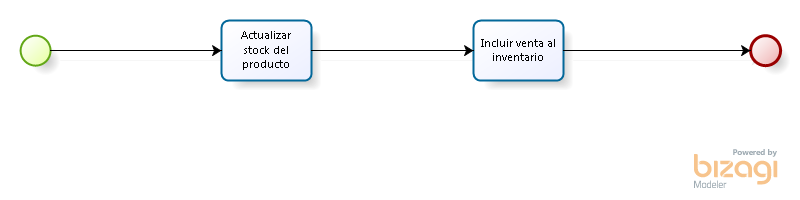 Actualizar
stock del
producto
Incluir venta al
inventario
Powered by
bizagi
Modeler